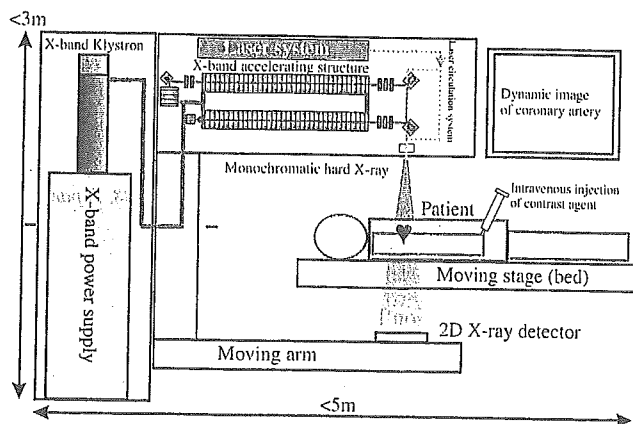 <3m
X-band Klystron
Laser system
X-band accelerating structure
Laser circulation
system
Dynamic image
of coronary artery
Monochromatic hard X-ray
Intravenous injection
of contrast agent
Patient
X-band power
supply
Moving stage (bed)
2D X-ray detector
Moving arm
<5m